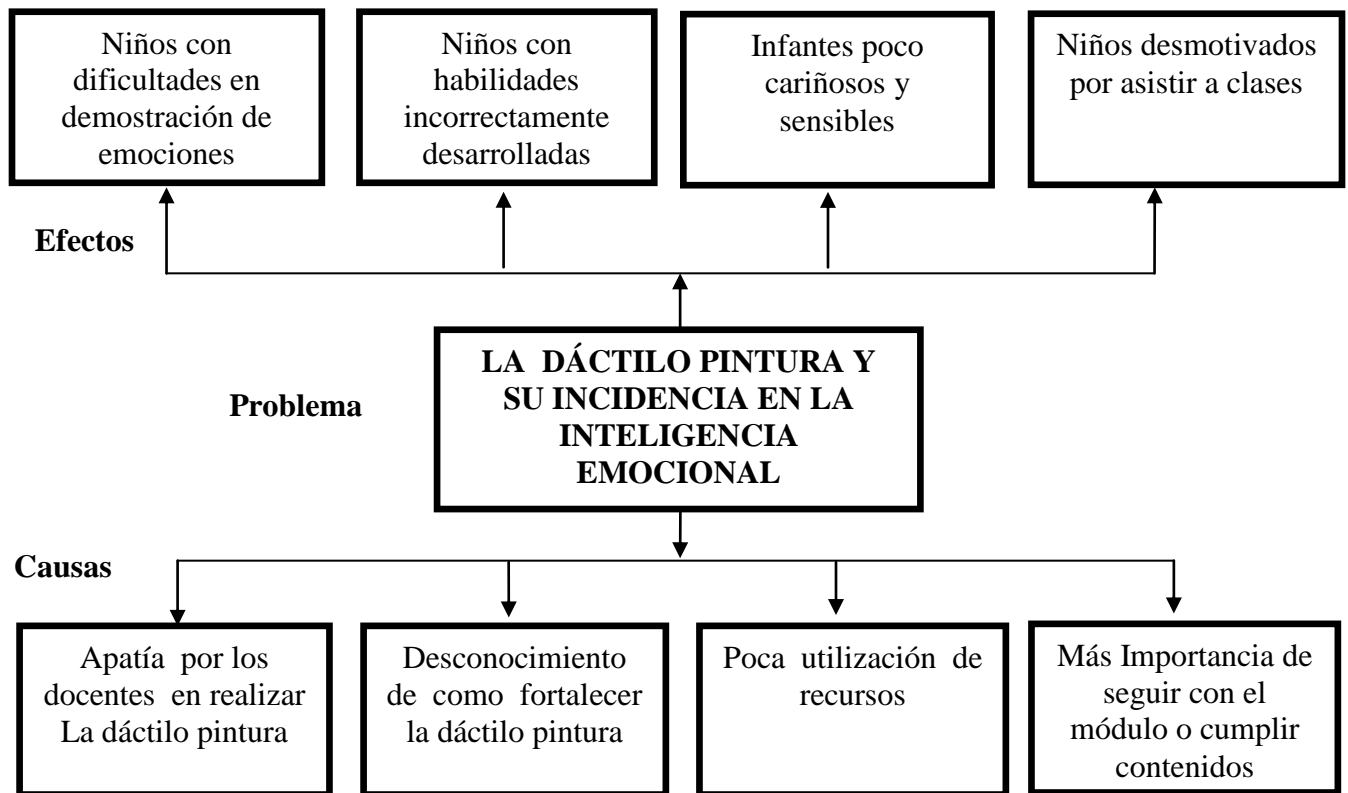 Niños con
dificultades en
demostración de
emociones
Niños con
habilidades
incorrectamente
desarrolladas
Infantes poco
cariñosos y
sensibles
Niños desmotivados
por asistir a clases
Efectos
Problema
LA DÁCTILO PINTURA Y
SU INCIDENCIA EN LA
INTELIGENCIA
EMOCIONAL
Causas
Apatía por los
docentes en realizar
La dáctilo pintura
Desconocimiento
de como fortalecer
la dáctilo pintura
Poca utilización de
recursos
Más Importancia de
seguir con el
módulo o cumplir
contenidos